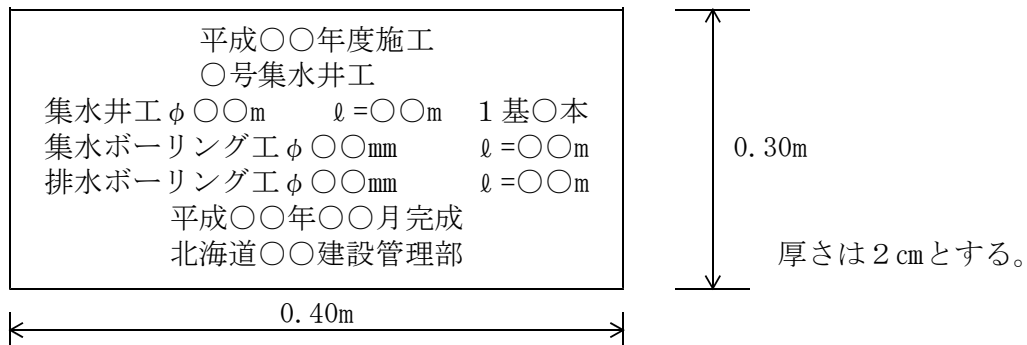 平成○○年度施工
○号集水井工
集水井工φ○○m　ℓ=○○m　1基○本
集水ボーリング工φ○○㎜　ℓ=○○m
排水ボーリング工φ○○㎜　ℓ=○○m
平成○○年○○月完成
北海道○○建設管理部
0.30m
厚さは2㎝とする。
0.40m